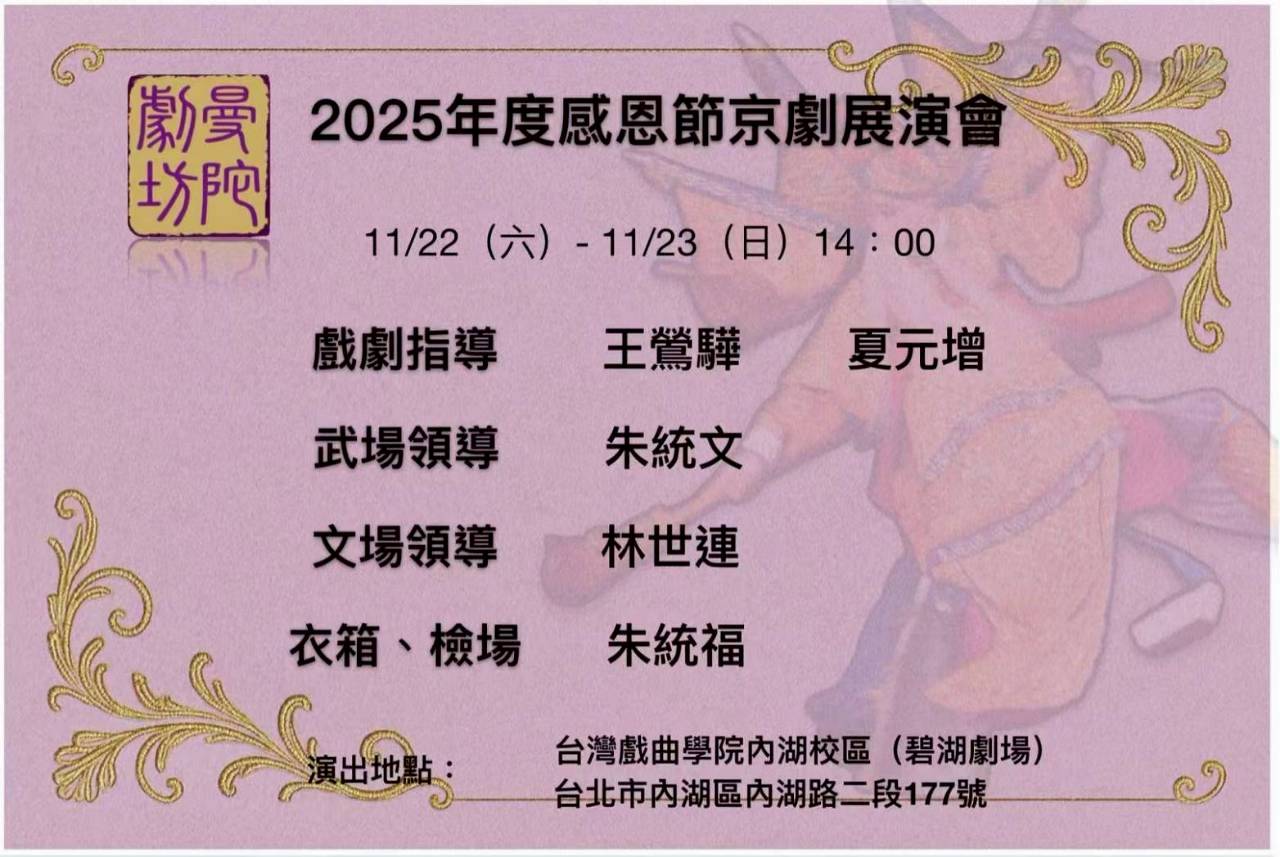 曼陀
劇坊
2025年度感恩節京劇展演會
11/22（六）- 11/23（日）14：00
戲劇指導 王鶯驊 夏元增
武場領導 朱統文
文場領導 林世連
衣箱、檢場 朱統福
演出地點：
台灣戲曲學院內湖校區（碧湖劇場）
台北市內湖區內湖路二段177號